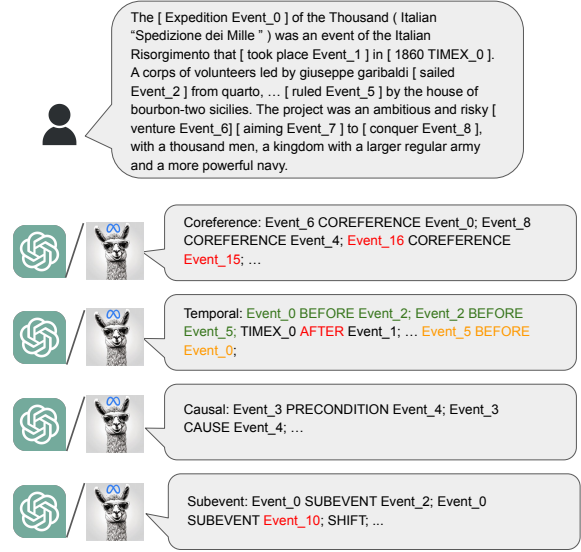 The [ Expedition Event_0 ] of the Thousand ( Italian
“Spedizione dei Mille ” ) was an event of the Italian
Risorgimento that [ took place Event_1 ] in [ 1860 TIMEX_0 ].
A corps of volunteers led by giuseppe garibaldi [ sailed
Event_2 ] from quarto, … [ ruled Event_5 ] by the house of
bourbon-two sicilies. The project was an ambitious and risky [
venture Event_6] [ aiming Event_7 ] to [ conquer Event_8 ],
with a thousand men, a kingdom with a larger regular army
and a more powerful navy.
Coreference: Event_6 COREFERENCE Event_0; Event_8
COREFERENCE Event_4; Event_16 COREFERENCE
Event_15; …
Temporal: Event_0 BEFORE Event_2; Event_2 BEFORE
Event_5; TIMEX_0 AFTER Event_1; … Event_5 BEFORE
Event_0;
Causal: Event_3 PRECONDITION Event_4; Event_3
CAUSE Event_4; …
Subevent: Event_0 SUBEVENT Event_2; Event_0
SUBEVENT Event_10; SHIFT; ...